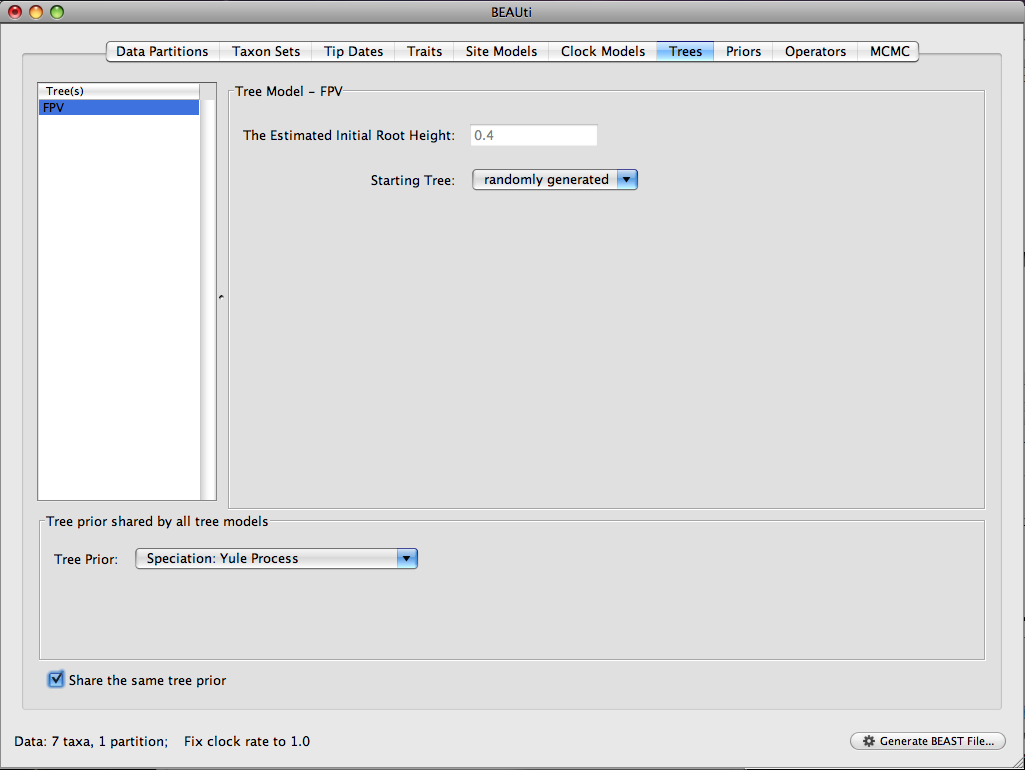 BEAUti
Data Partitions Taxon Sets Tip Dates Traits Site Models Clock Models Trees Priors Operators MCMC
Tree(s)
FPV
Tree Model - FPV
The Estimated Initial Root Height: 0.4
Starting Tree: randomly generated
Tree prior shared by all tree models
Tree Prior: Speciation: Yule Process
Share the same tree prior
Data: 7 taxa, 1 partition; Fix clock rate to 1.0
Generate BEAST File...